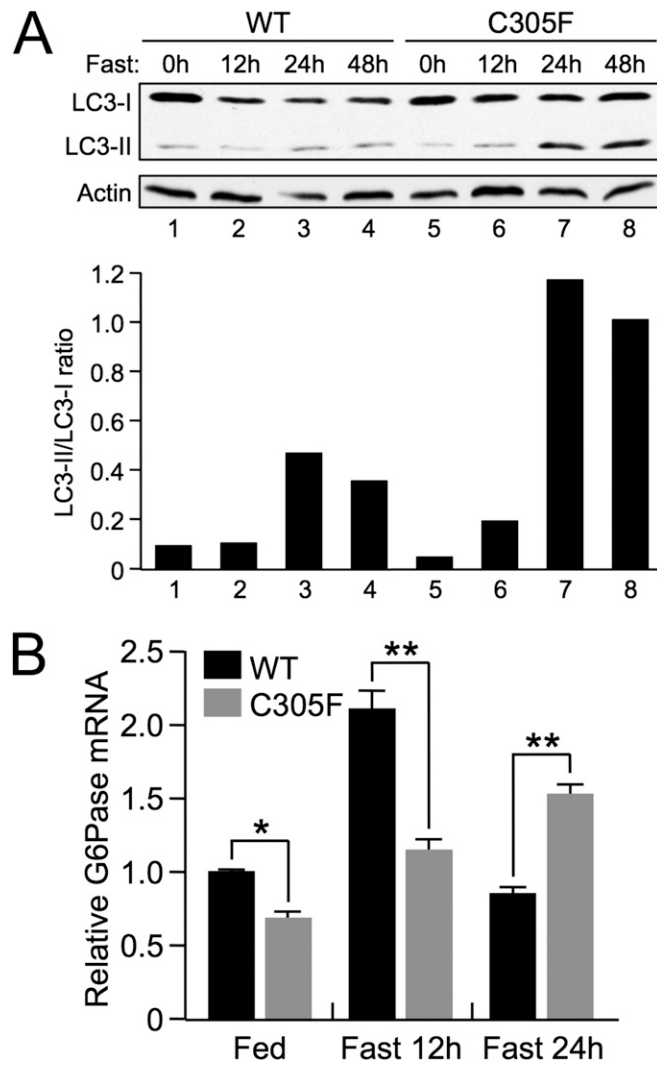 A
WT C305F
Fast: 0h 12h 24h 48h 0h 12h 24h 48h
LC3-I
LC3-II
Actin
1 2 3 4 5 6 7 8
LC3-II/LC3-I ratio
1.2
1.0
0.8
0.6
0.4
0.2
0
1 2 3 4 5 6 7 8
B
Relative G6Pase mRNA
2.5
2.0
1.5
1.0
0.5
0
WT
C305F
*
**
**
Fed Fast 12h Fast 24h